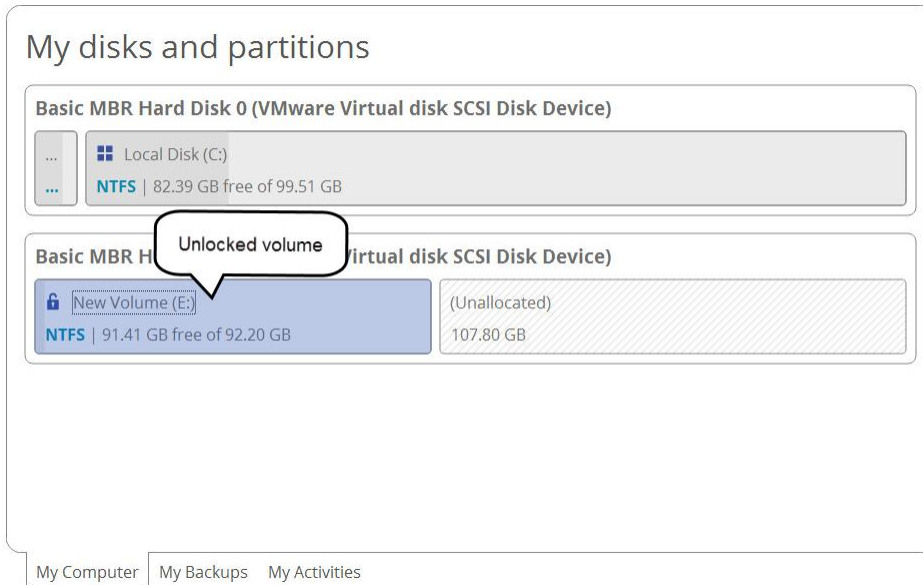 My disks and partitions
Basic MBR Hard Disk 0 (VMware Virtual disk SCSI Disk Device)
... Local Disk (C:)
... NTFS | 82.39 GB free of 99.51 GB
Unlocked volume
Basic MBR H Virtual disk SCSI Disk Device)
New Volume (E:) (Unallocated)
NTFS | 91.41 GB free of 92.20 GB 107.80 GB
My Computer My Backups My Activities